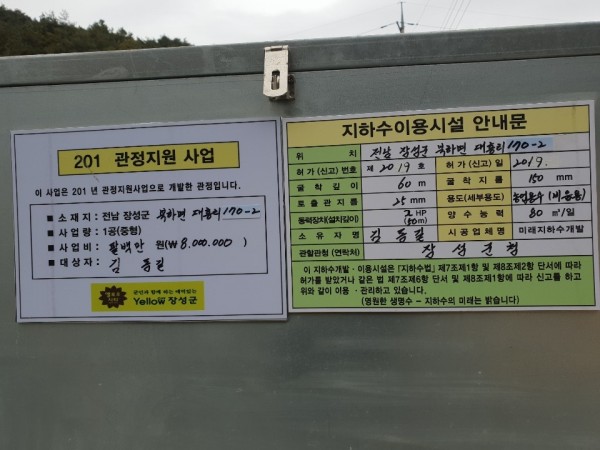 201 관정지원 사업
이 사업은 201 년 관정지원사업으로 개발한 관정입니다.
■ 소 재 지 : 전남 장성군 북하면 대흥리 170-2
■ 사 업 량 : 1공(중형)
■ 사 업 비 : 팔백만 원(₩ 8,000,000)
■ 대 상 자 : 김 동 길
군민과 함께 하는 에너지넘치는
YelloW 장성군
지하수이용시설 안내문
위 치 전남 장성군 북하면 대흥리 170-2
허가 (신고) 번호 제 2019 호 허 가 (신고) 일 2019.
굴 착 깊 이 60 m 굴 착 지 름 150 mm
토 출 관 지 름 25 mm 용도(세부용도) 농업용수 (비음용)
동력장치(설치깊이) 2 HP ( 50 m) 양 수 능 력 80 ㎥/일
소 유 자 명 김 동 길 시 공 업 체 명 미래지하수개발
관할관청 (연락처) 장 성 군 청
이 지하수개발 · 이용시설은 「지하수법」 제7조제1항 및 제8조제2항 단서에 따라
허가를 받았거나 같은 법 제7조제6항 단서 및 제8조제1항에 따라 신고를 하고
위와 같이 이용 · 관리하고 있습니다.
(영원한 생명수 ~ 지하수의 미래는 밝습니다)